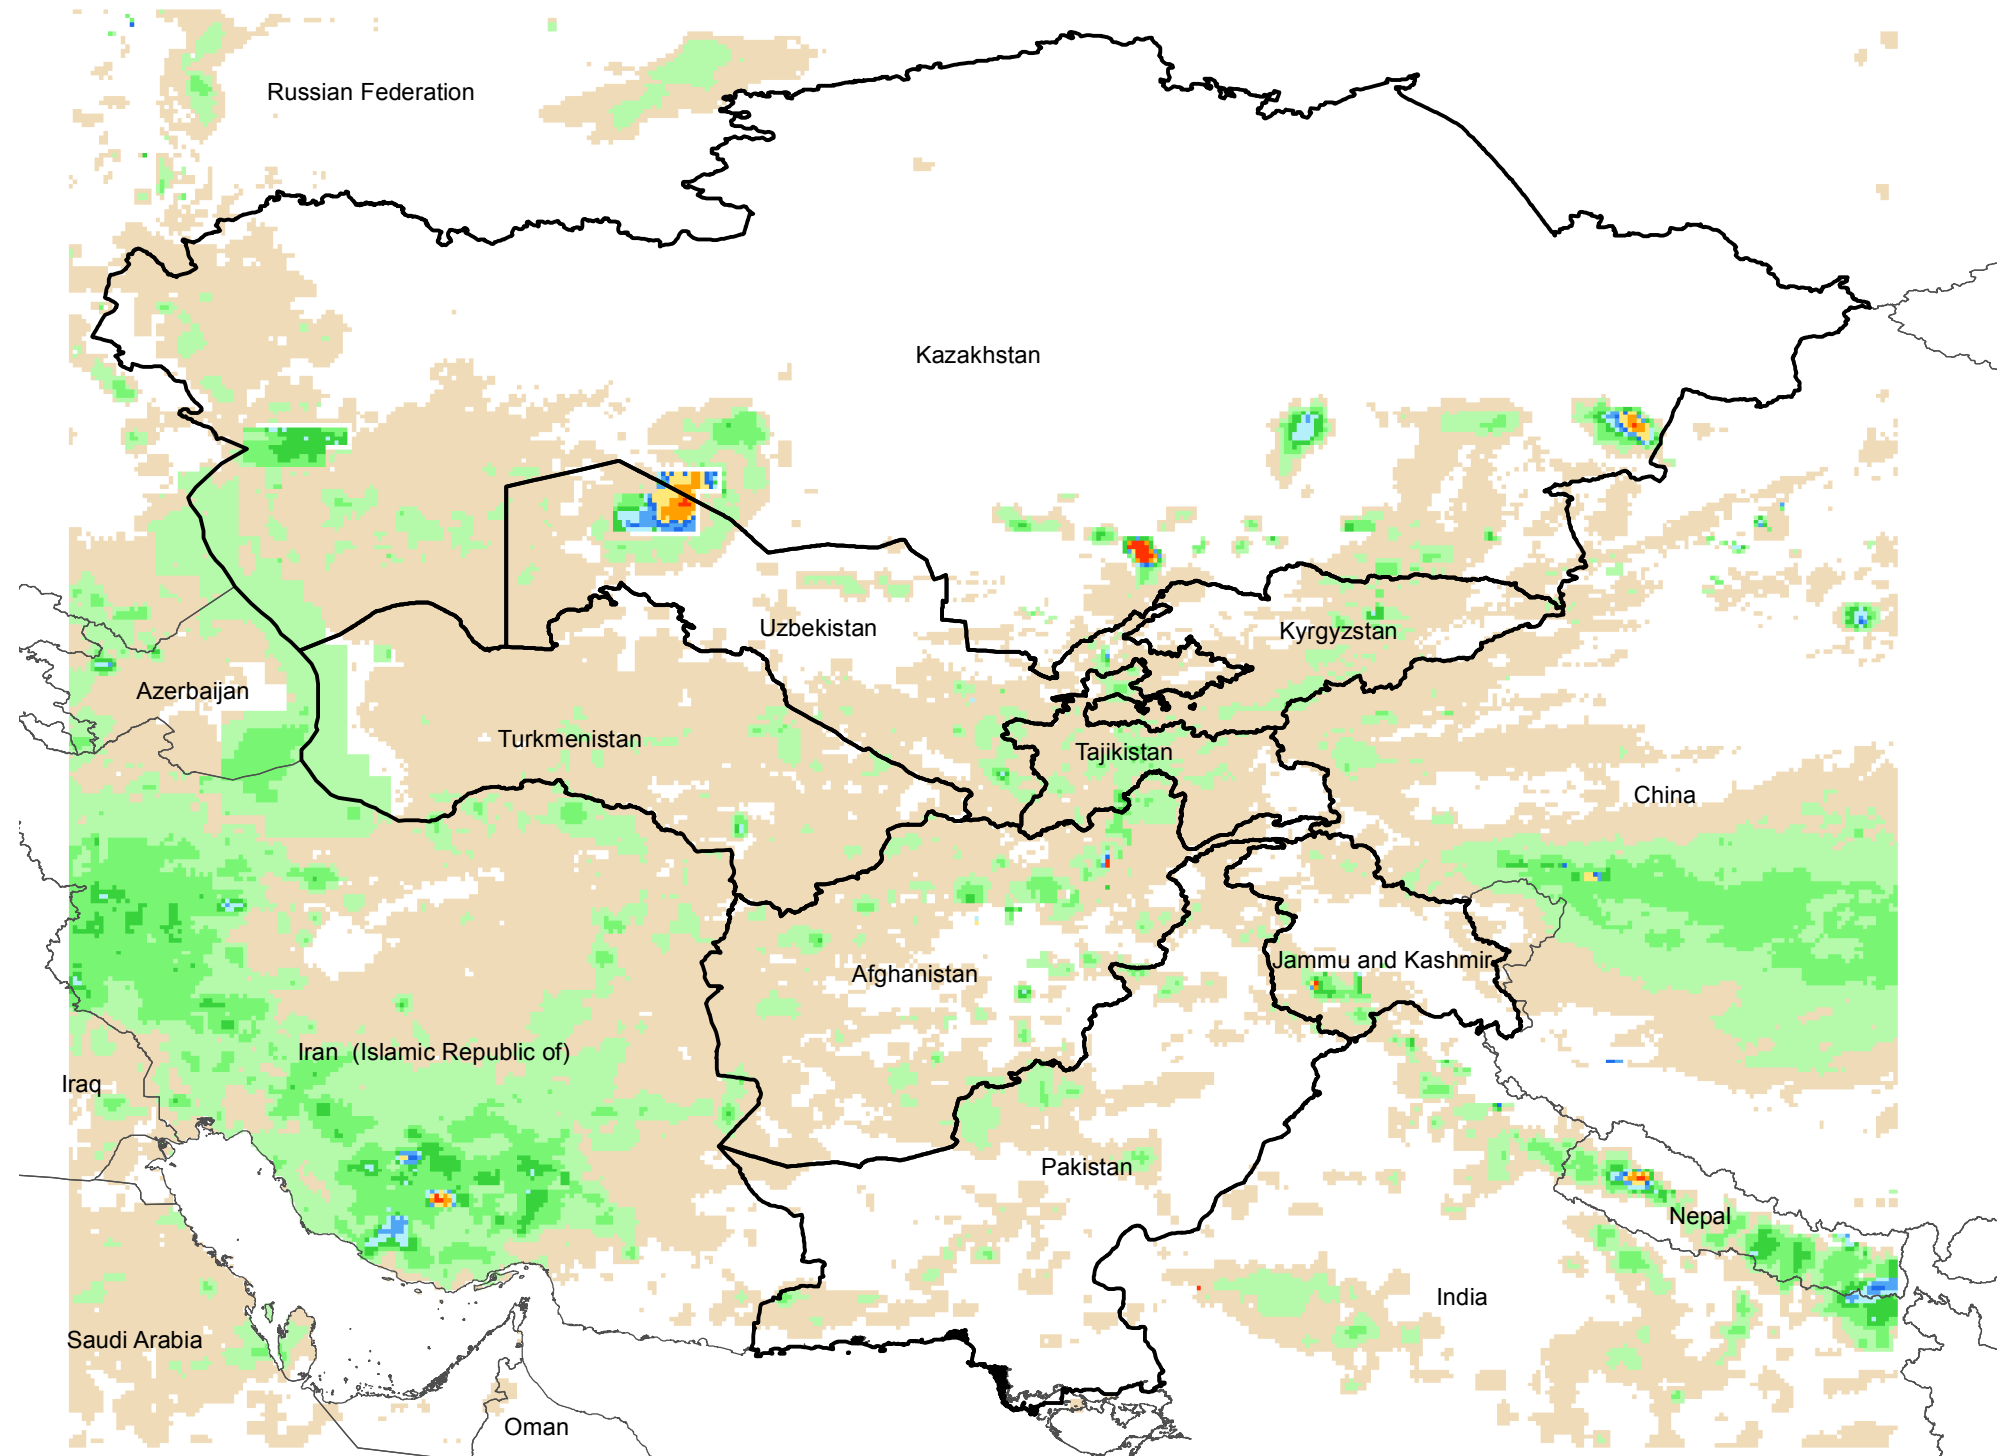 Russian Federation
Kazakhstan
Uzbekistan
Kyrgyzstan
Azerbaijan
Turkmenistan
Tajikistan
China
Jammu and Kashmir
Afghanistan
Iran (Islamic Republic of)
Iraq
Pakistan
Nepal
India
Saudi Arabia
Oman